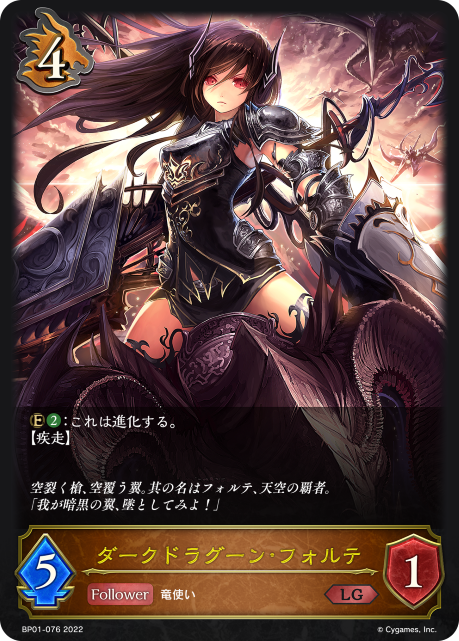 4
E 2：これは進化する。
【疾走】
空裂く槍、空覆う翼。其の名はフォルテ、天空の覇者。
「我が暗黒の翼、墜としてみよ！」
ダークドラグーン・フォルテ
5
Follower 竜使い LG
1
BP01-076 2022 © Cygames, Inc.